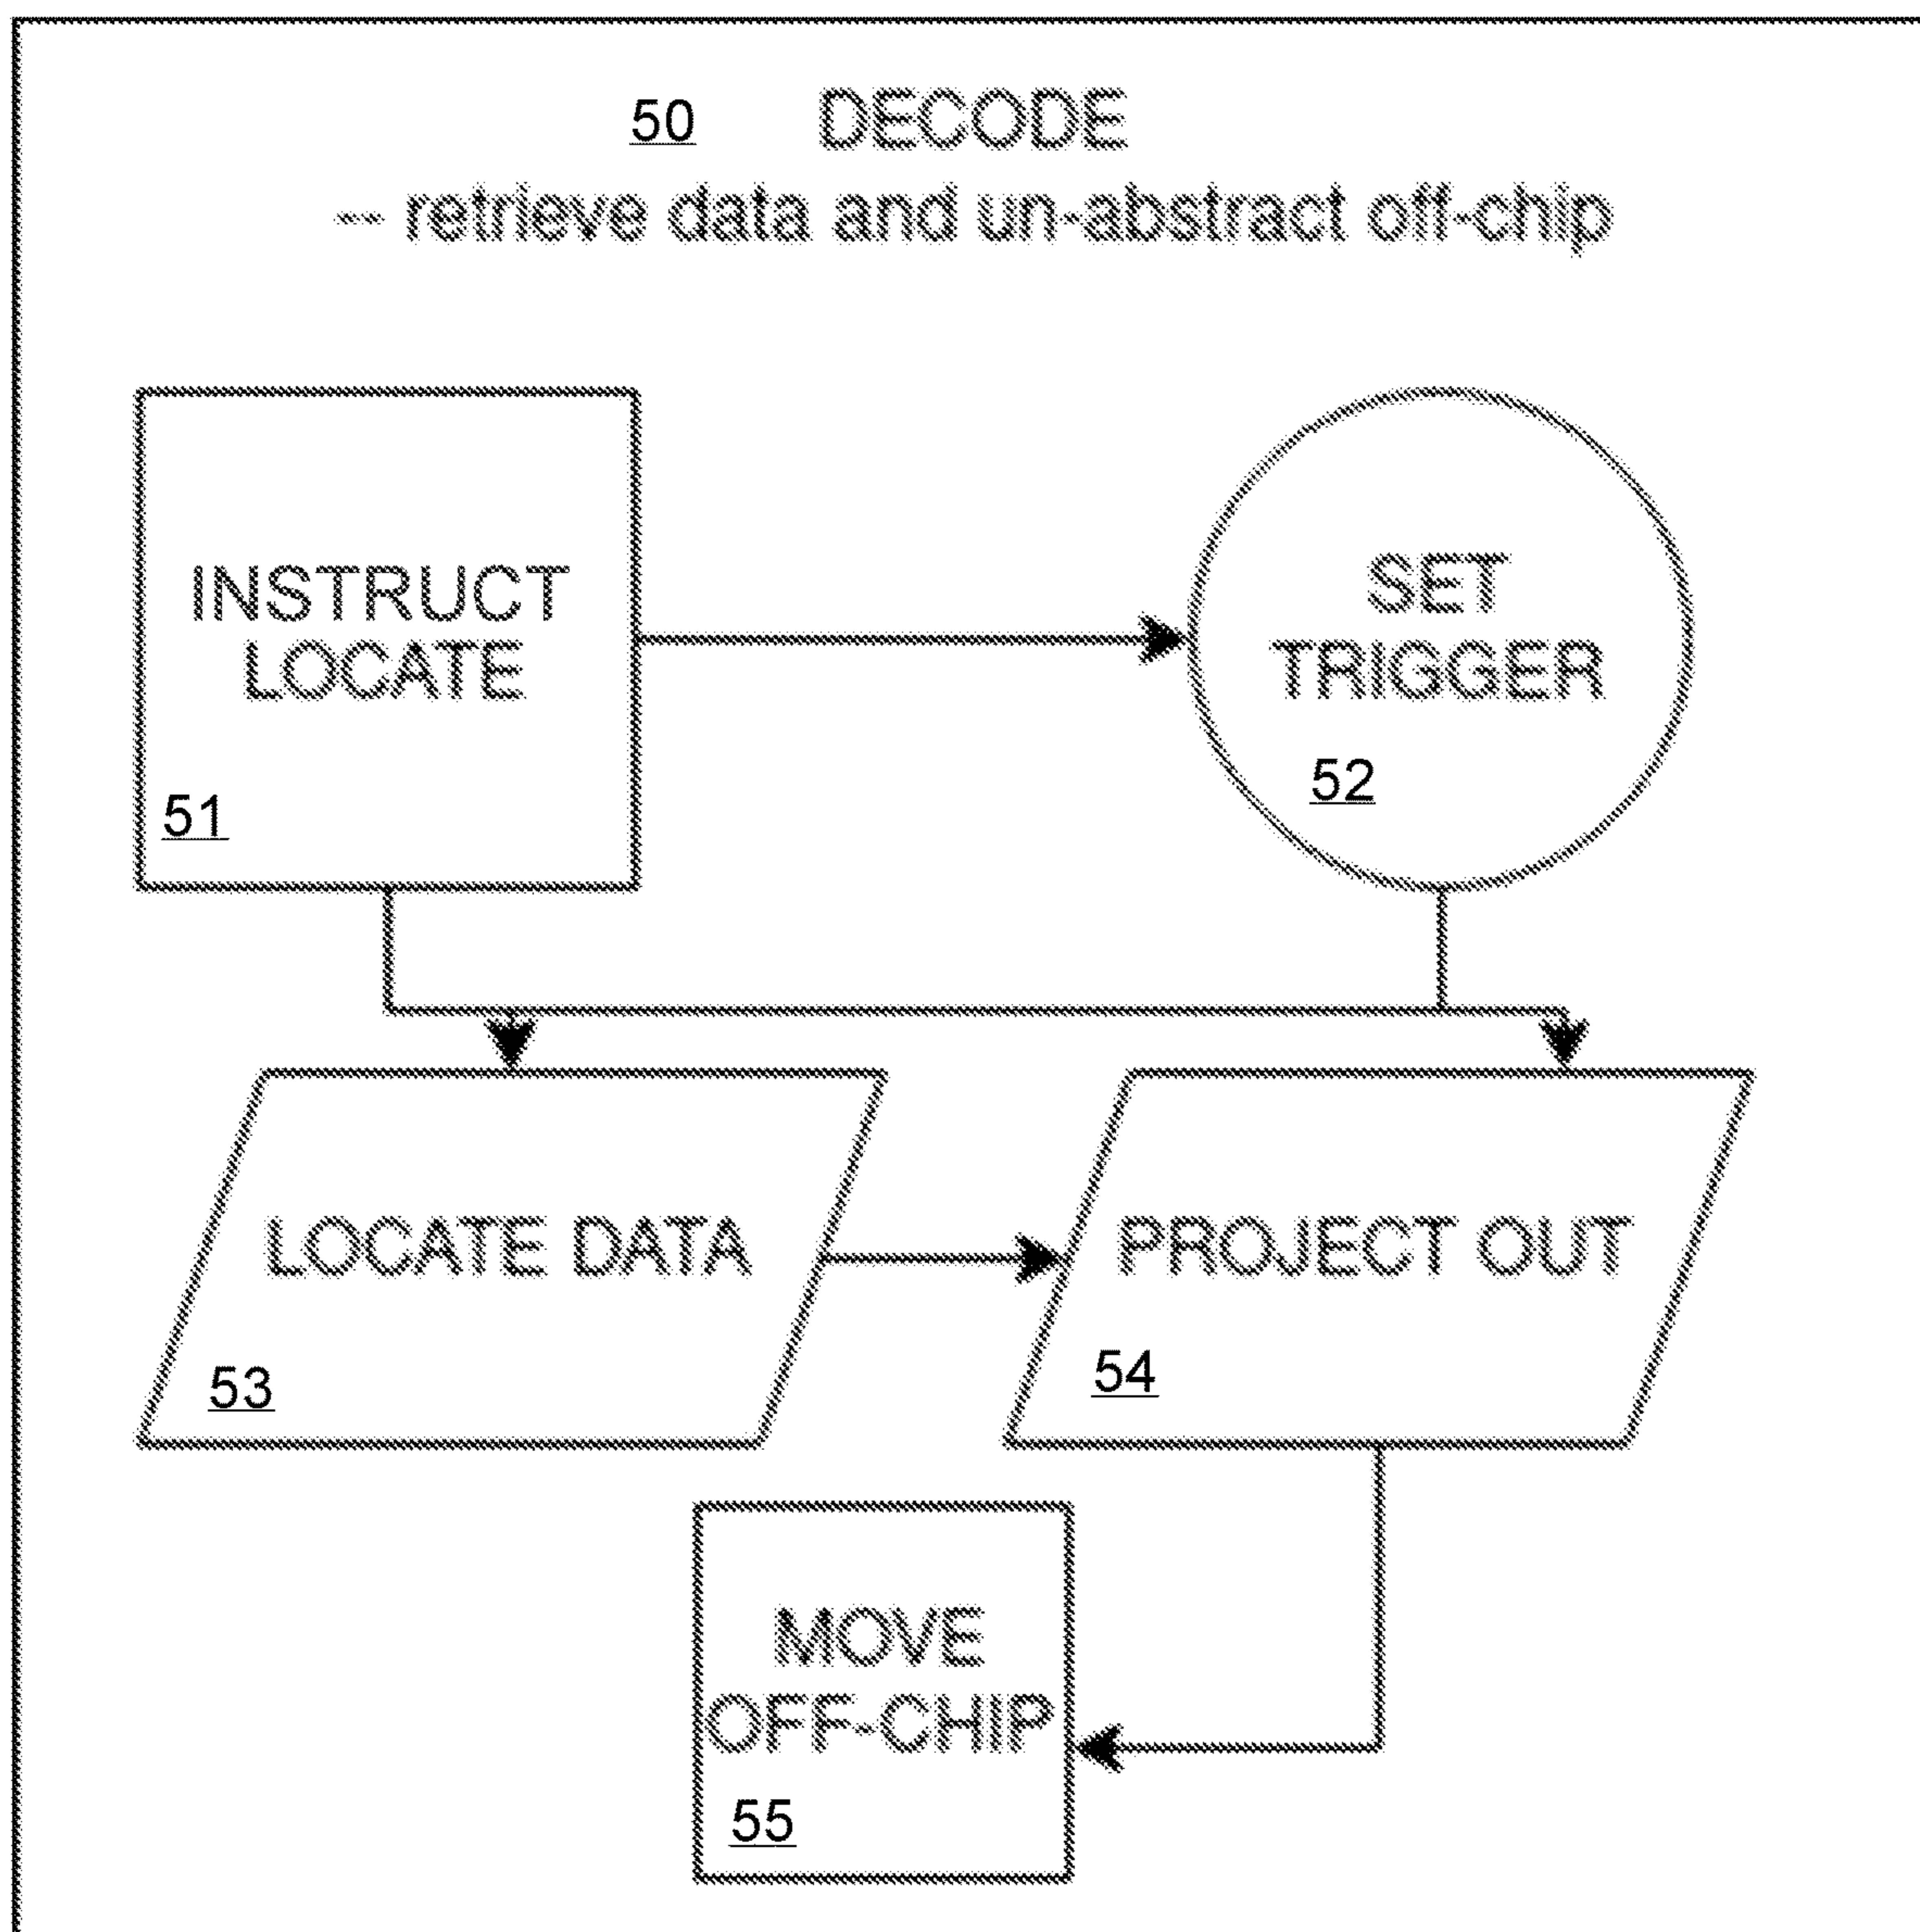 50 DECODE
-- retrieve data and un-abstract off-chip
INSTRUCT
LOCATE
51
SET
TRIGGER
52
LOCATE DATA
53
PROJECT OUT
54
MOVE
OFF-CHIP
55